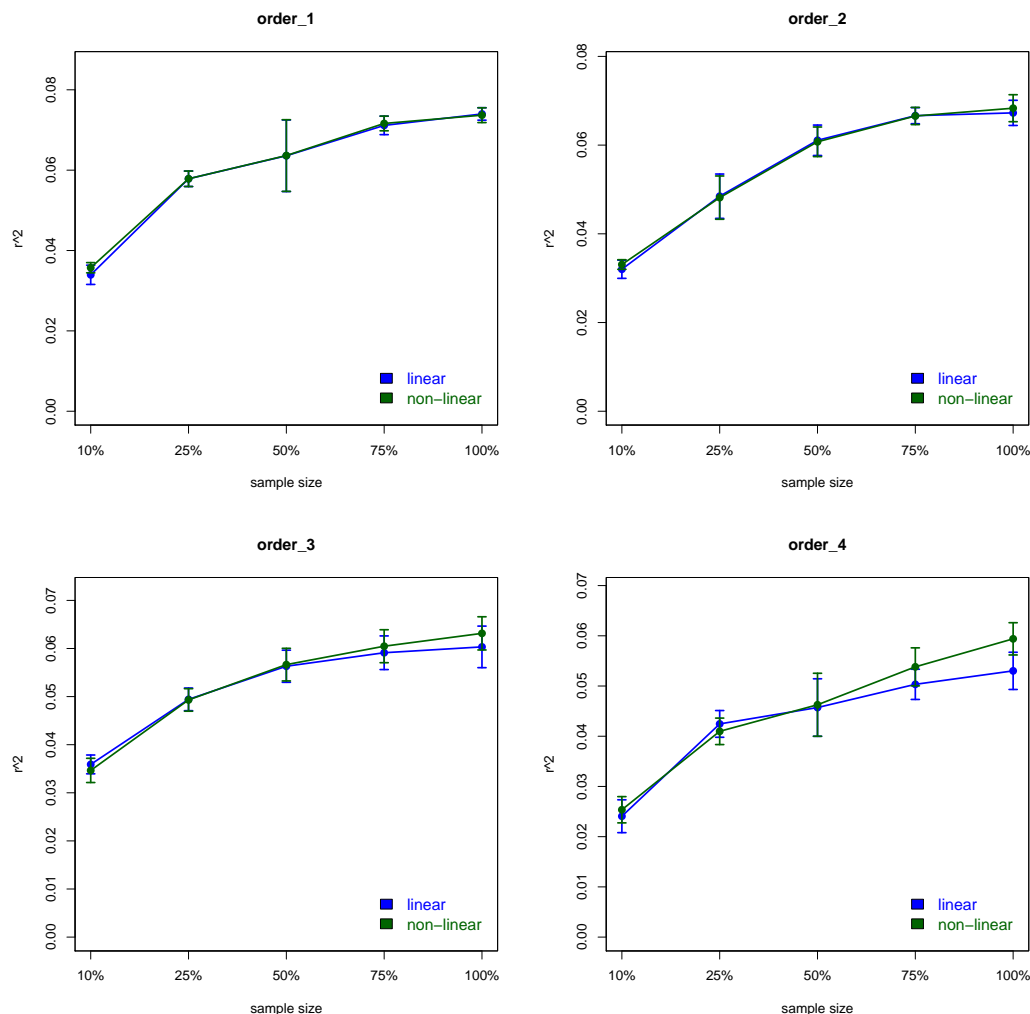 order_1
r^2
0.08
0.06
0.04
0.02
0.00
linear
non−linear
10% 25% 50% 75% 100%
sample size
order_2
r^2
0.08
0.06
0.04
0.02
0.00
linear
non−linear
10% 25% 50% 75% 100%
sample size
order_3
r^2
0.07
0.06
0.05
0.04
0.03
0.02
0.01
0.00
linear
non−linear
10% 25% 50% 75% 100%
sample size
order_4
r^2
0.07
0.06
0.05
0.04
0.03
0.02
0.01
0.00
linear
non−linear
10% 25% 50% 75% 100%
sample size